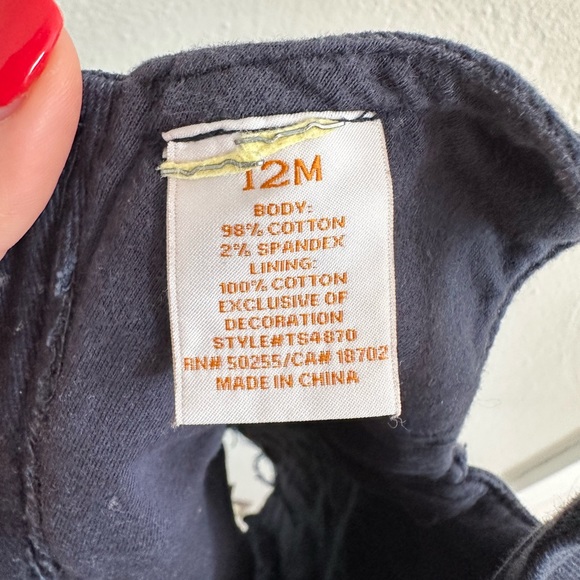 12M
BODY:
98% COTTON
2% SPANDEX
LINING:
100% COTTON
EXCLUSIVE OF
DECORATION
STYLE#TS4870
RN# 50255/CA# 18702
MADE IN CHINA